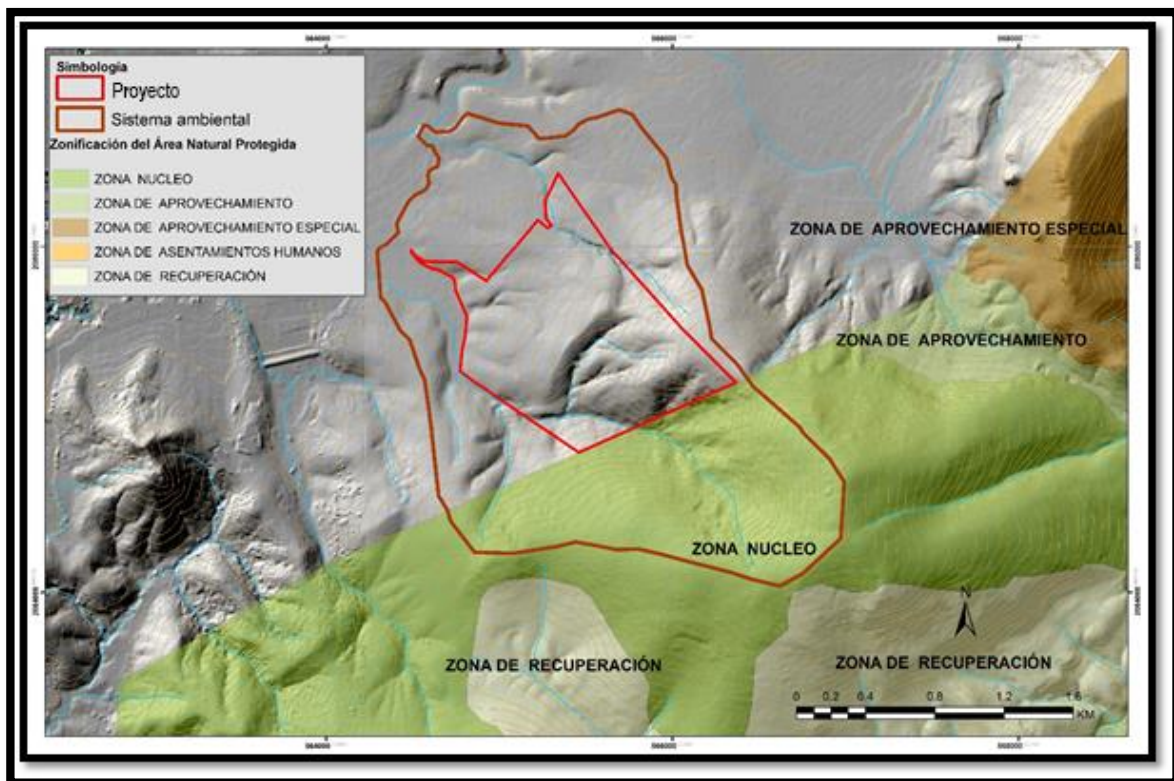 Simbología
Proyecto
Sistema ambiental
Zonificación del Área Natural Protegida
ZONA NUCLEO
ZONA DE APROVECHAMIENTO
ZONA DE APROVECHAMIENTO ESPECIAL
ZONA DE ASENTAMIENTOS HUMANOS
ZONA DE RECUPERACIÓN
ZONA DE APROVECHAMIENTO ESPECIAL
ZONA DE APROVECHAMIENTO
ZONA NUCLEO
ZONA DE RECUPERACIÓN
ZONA DE RECUPERACIÓN
N
0 0.2 0.4 0.8 1.2 1.6
KM